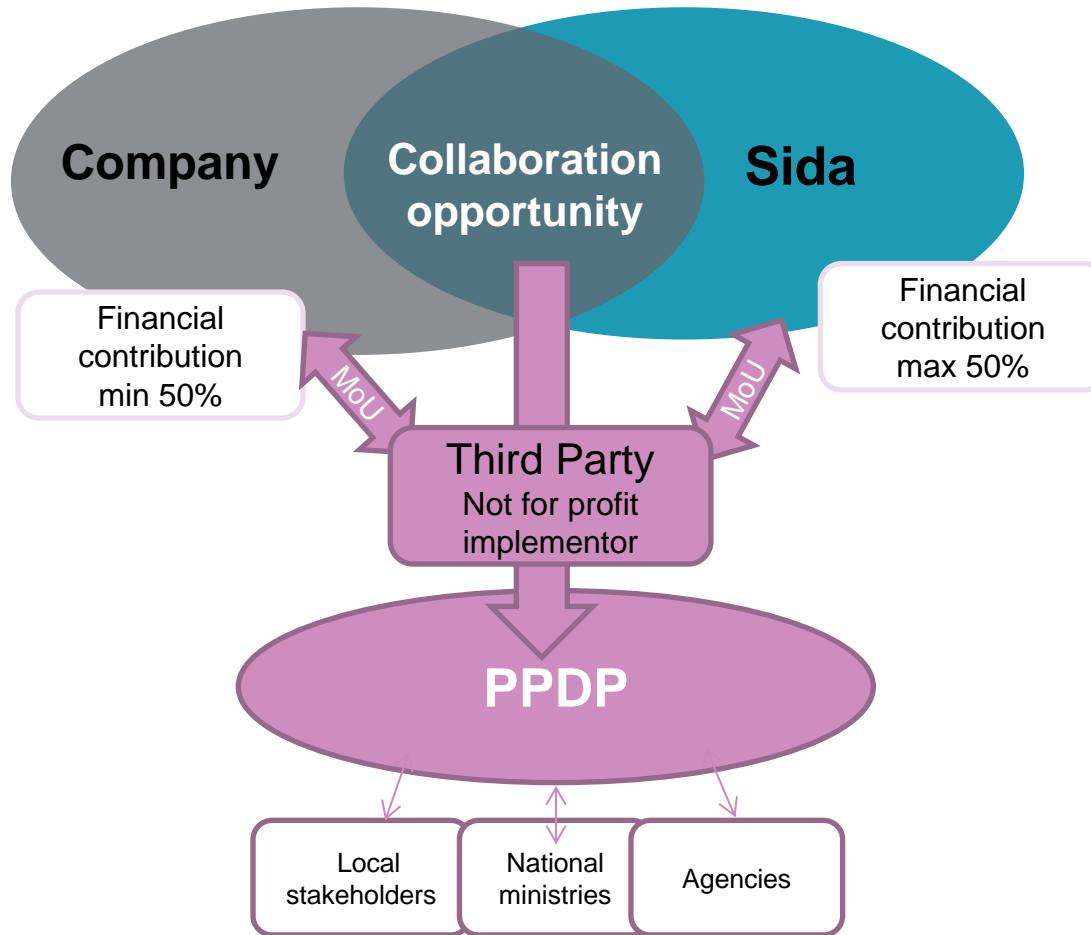 Company
Collaboration
opportunity
Sida
Financial
contribution
min 50%
Financial
contribution
max 50%
MoU
MoU
Third Party
Not for profit
implementor
PPDP
Local
stakeholders
National
ministries
Agencies